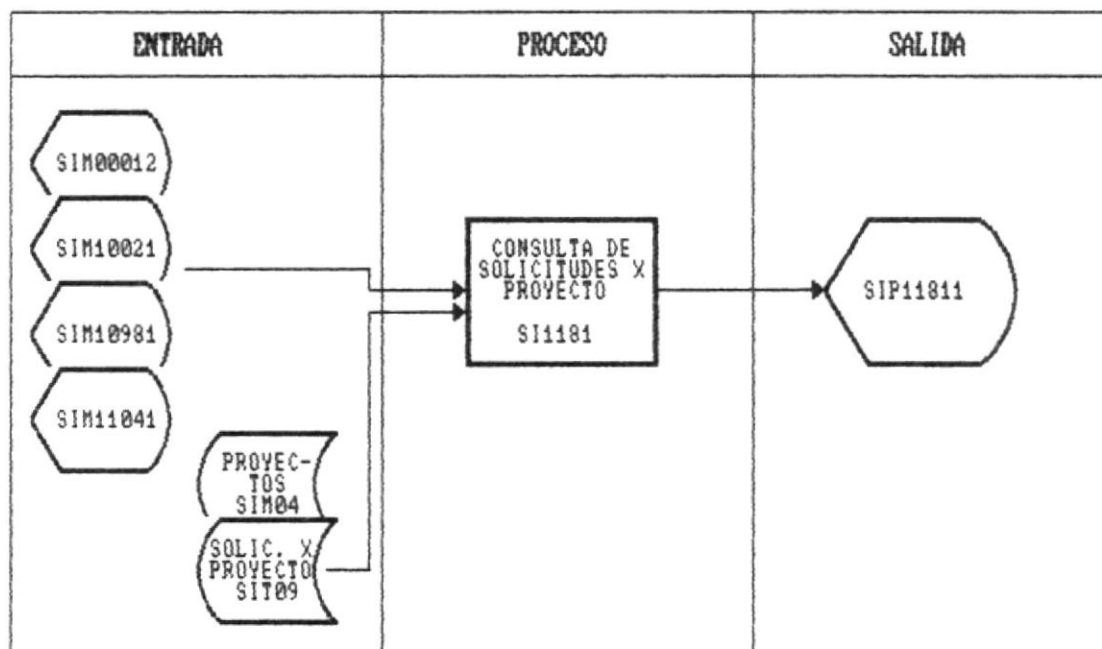 ENTRADA
PROCESO
SALIDA
SIM00012
SIM10021
SIM10981
SIM11041
PROYEC-
TOS
SIM04
SOLIC. X
PROYECTO
SIT09
CONSULTA DE
SOLICITUDES X
PROYECTO
SI1181
SIP11811